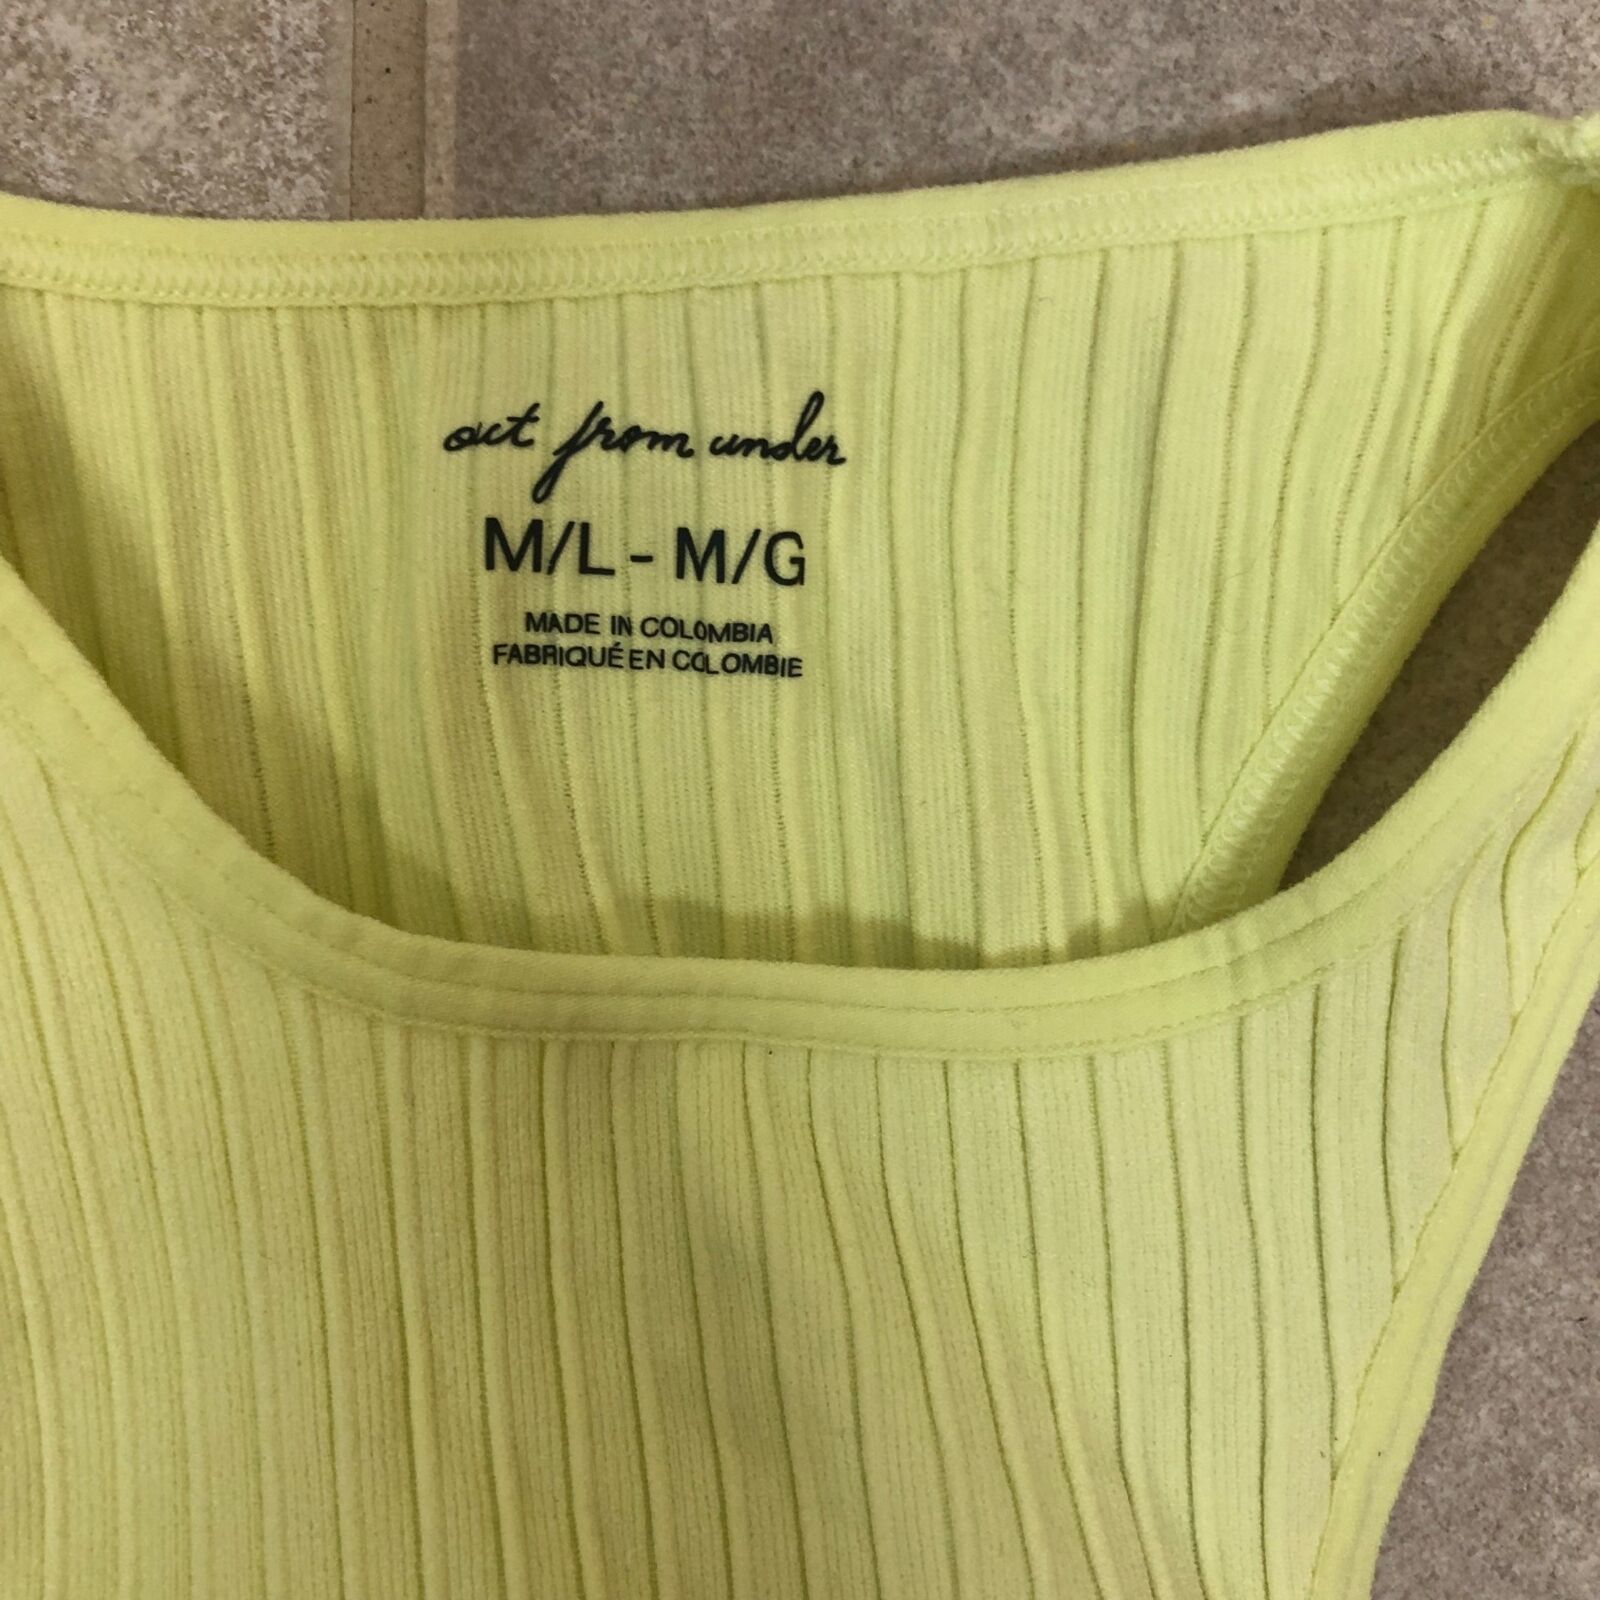 out from under
M/L - M/G
MADE IN COLOMBIA
FABRIQUÉ EN COLOMBIE